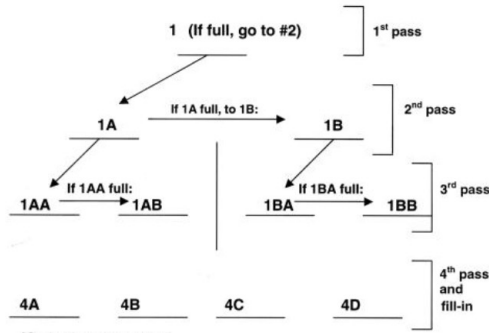 1 (If full, go to #2)
1st pass
If 1A full, to 1B:
1A
1B
2nd pass
If 1AA full:
If 1BA full:
1AA
1AB
1BA
1BB
3rd pass
4th pass
and
fill-in
4A
4B
4C
4D